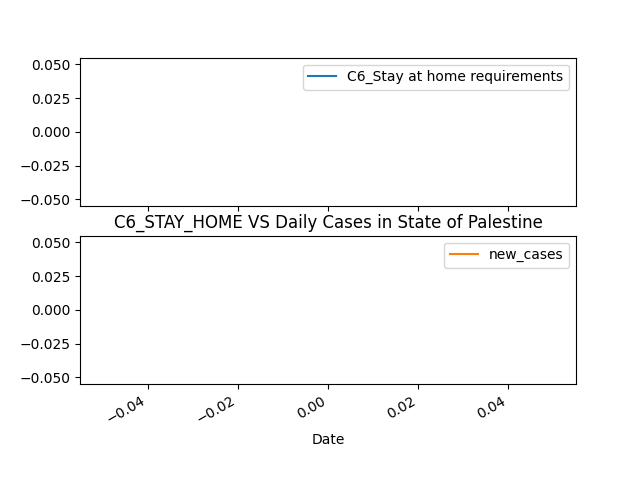 0.050
C6_Stay at home requirements
0.025
0.000
−0.025
−0.050
C6_STAY_HOME VS Daily Cases in State of Palestine
0.050
new_cases
0.025
0.000
−0.025
−0.050
−0.04 −0.02 0.00 0.02 0.04
Date